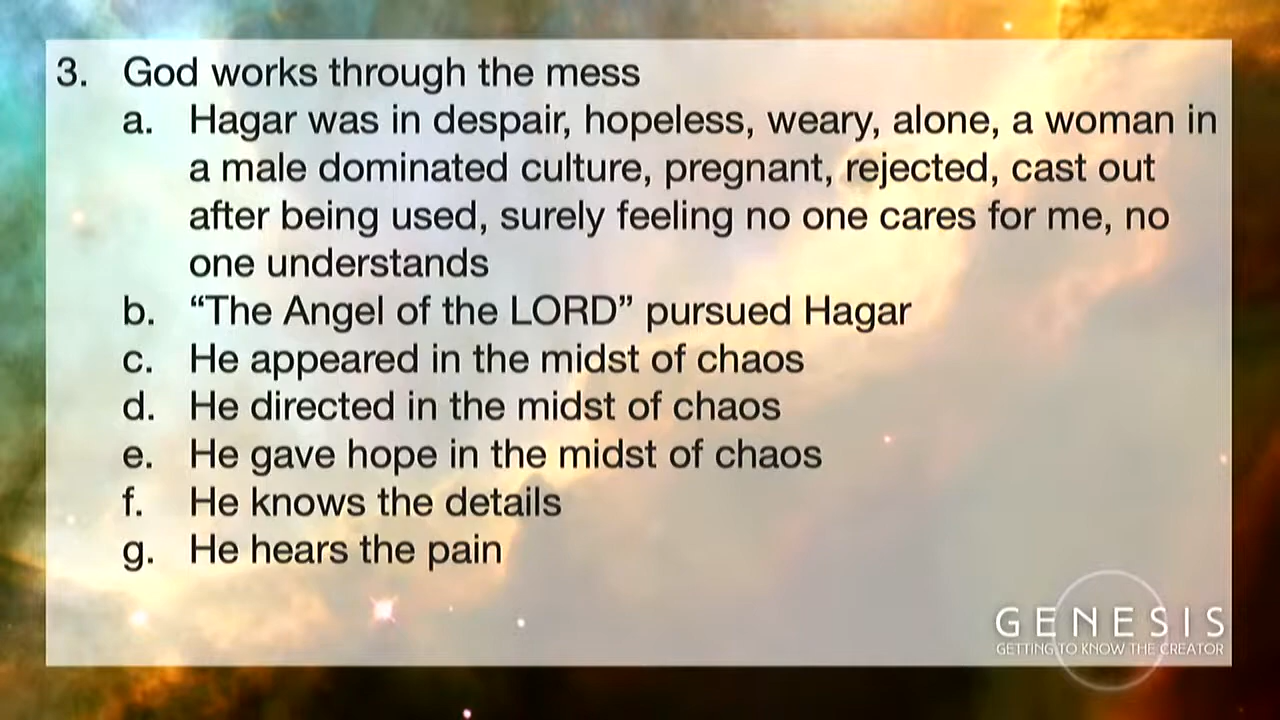 3. God works through the mess
a. Hagar was in despair, hopeless, weary, alone, a woman in
a male dominated culture, pregnant, rejected, cast out
after being used, surely feeling no one cares for me, no
one understands
b. “The Angel of the LORD” pursued Hagar
c. He appeared in the midst of chaos
d. He directed in the midst of chaos
e. He gave hope in the midst of chaos
f. He knows the details
g. He hears the pain
GENESIS
GETTING TO KNOW THE CREATOR